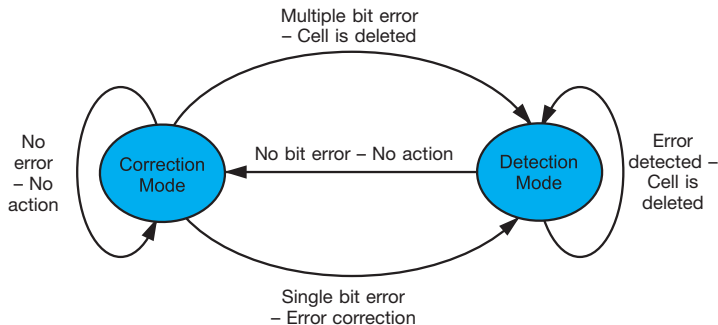 Multiple bit error
– Cell is deleted
No
error
– No
action
Correction
Mode
No bit error – No action
Detection
Mode
Error
detected –
Cell is
deleted
Single bit error
– Error correction